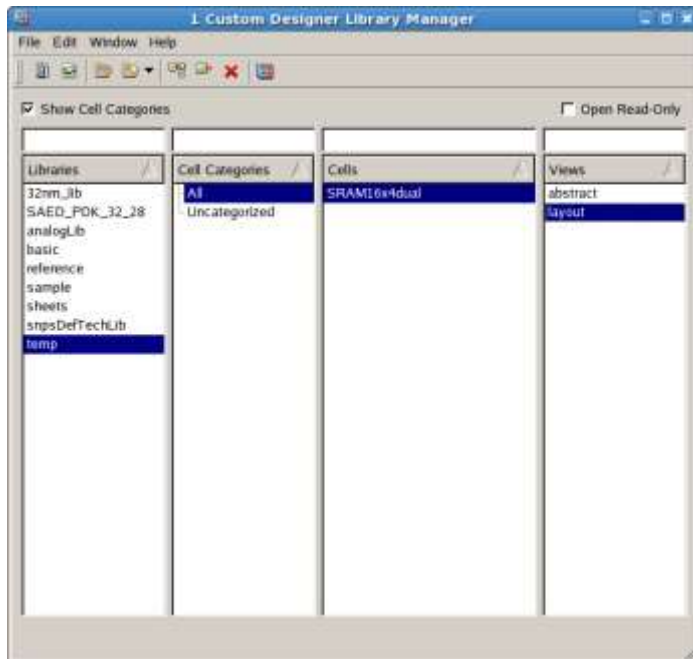 1 Custom Designer Library Manager
File Edit Window Help
Show Cell Categories
Open Read-Only
Libraries
32nm_lib
SAED_PDK_32_28
analogLib
basic
reference
sample
sheets
snpsDefTechLib
temp
Cell Categories
All
Uncategorized
Cells
SRAM16x4dual
Views
abstract
layout